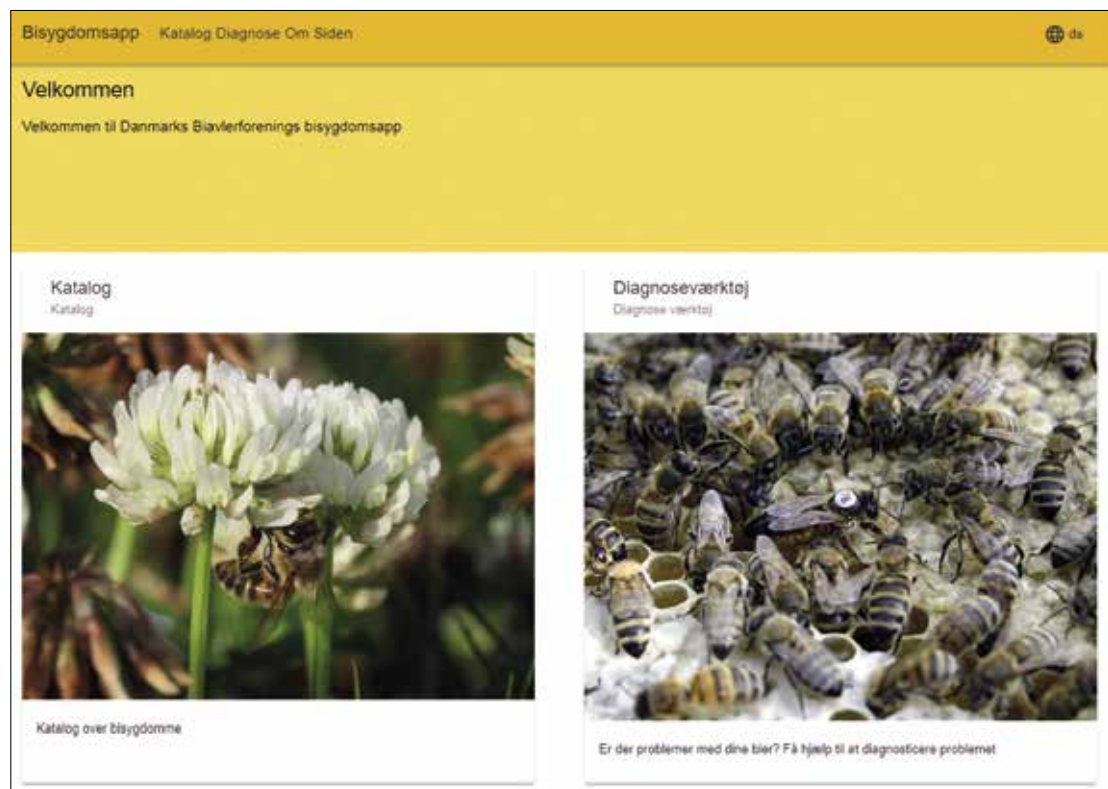 Bisygdomsapp Katalog Diagnose Om Siden da
Velkommen
Velkommen til Danmarks Biavlerforenings bisygdomsapp
Katalog
Katalog
Katalog over bisygdomme
Diagnoseværktøj
Diagnose værktøj
Er der problemer med dine bier? Få hjælp til at diagnosticere problemet